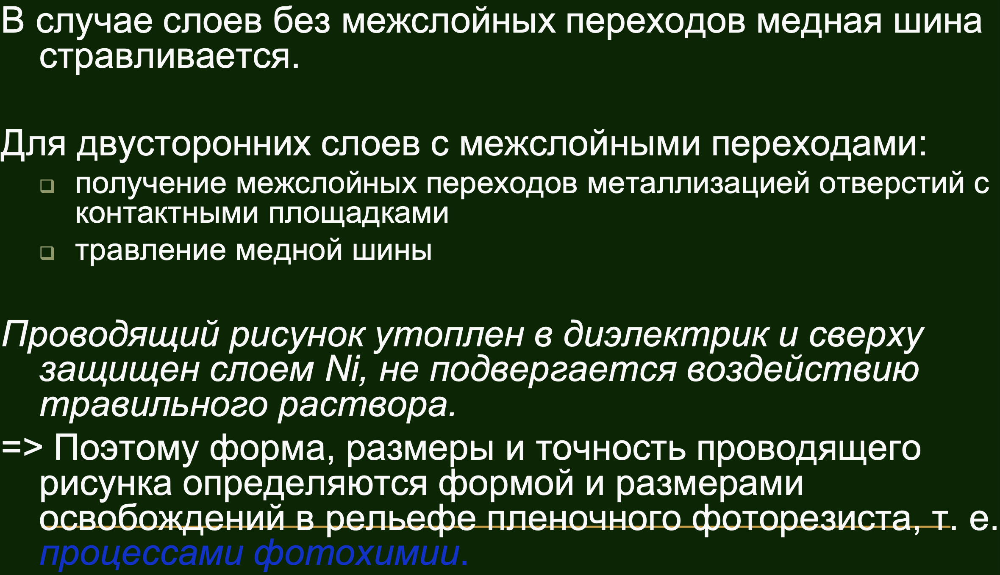 В случае слоев без межслойных переходов медная шина
стравливается.
Для двусторонних слоев с межслойными переходами:
получение межслойных переходов металлизацией отверстий с
контактными площадками
травление медной шины
Проводящий рисунок утоплен в диэлектрик и сверху
защищен слоем Ni, не подвергается воздействию
травильного раствора.
=> Поэтому форма, размеры и точность проводящего
рисунка определяются формой и размерами
освобождений в рельефе пленочного фоторезиста, т. е.
процессами фотохимии.